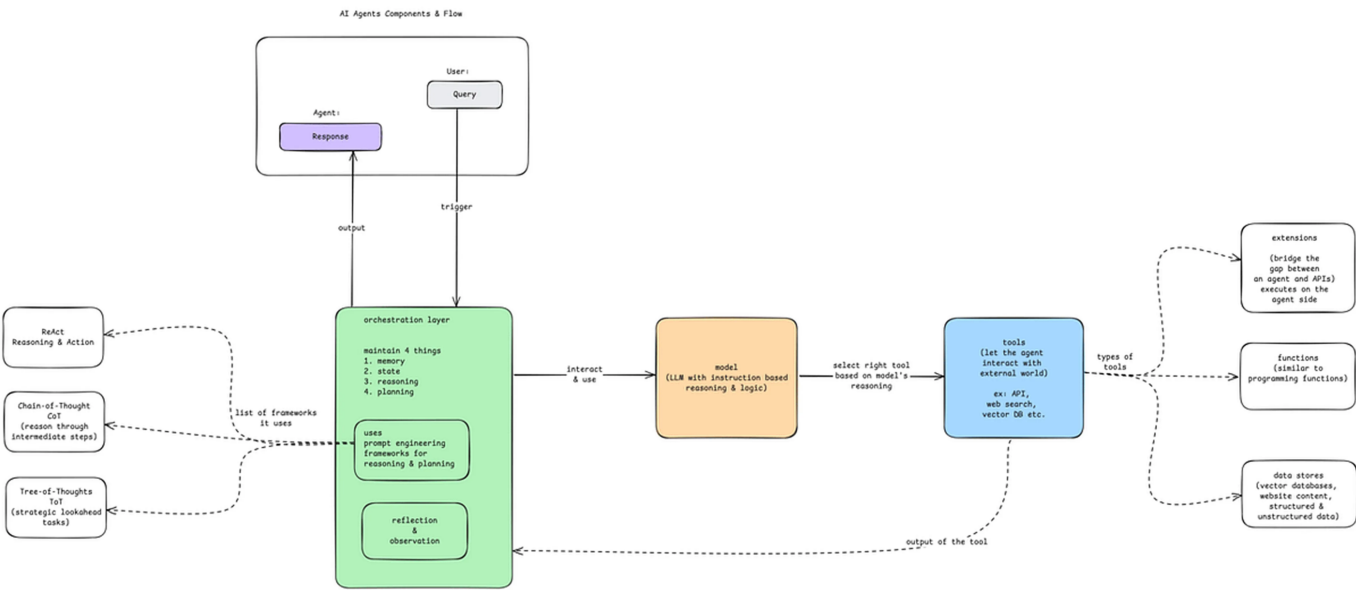 AI Agents Components & Flow
User:
Query
Agent:
Response
trigger
output
orchestration layer
maintain 4 things
1. memory
2. state
3. reasoning
4. planning
uses
prompt engineering
frameworks for
reasoning & planning
reflection
&
observation
list of frameworks
it uses
ReAct
Reasoning & Action
Chain-of-Thought
CoT
(reason through
intermediate steps)
Tree-of-Thoughts
ToT
(strategic lookahead
tasks)
interact
& use
model
(LLM with instruction based
reasoning & logic)
select right tool
based on model's
reasoning
tools
(let the agent
interact with
external world)
ex: API,
web search,
vector DB etc.
output of the tool
types of
tools
extensions
(bridge the
gap between
an agent and APIs)
executes on the
agent side
functions
(similar to
programming functions)
data stores
(vector databases,
website content,
structured &
unstructured data)